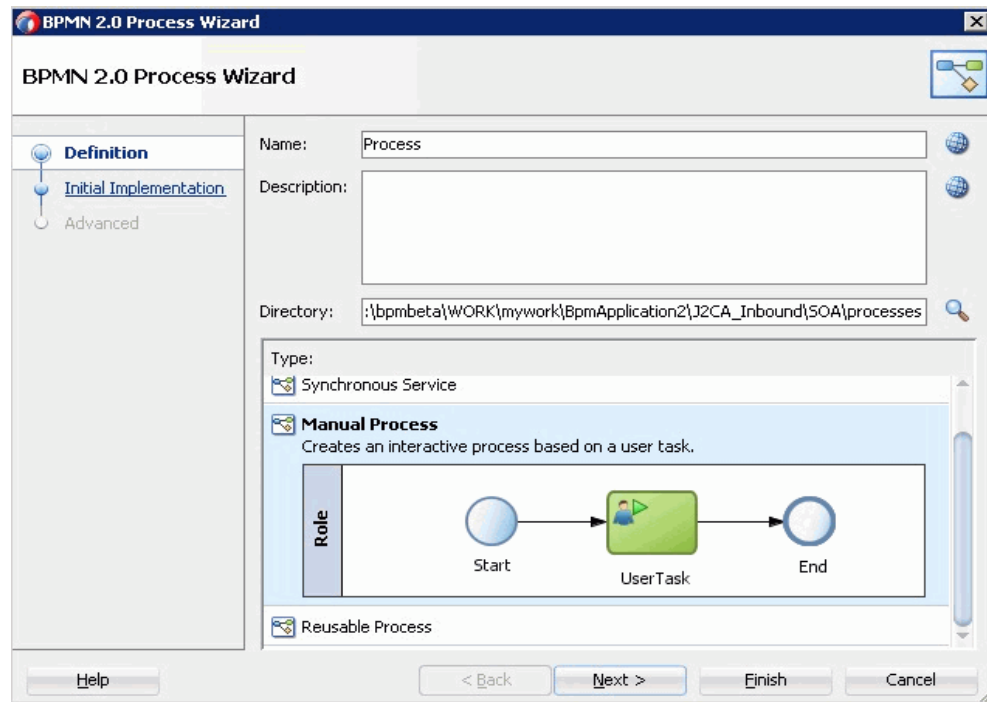 BPMN 2.0 Process Wizard
BPMN 2.0 Process Wizard
Definition
Initial Implementation
Advanced
Name: Process
Description:
Directory: :\bpmbeta\WORK\mywork\BpmApplication2\J2CA_Inbound\SOA\processes
Type:
Synchronous Service
Manual Process
Creates an interactive process based on a user task.
Role
Start
UserTask
End
Reusable Process
Help
< Back
Next >
Finish
Cancel